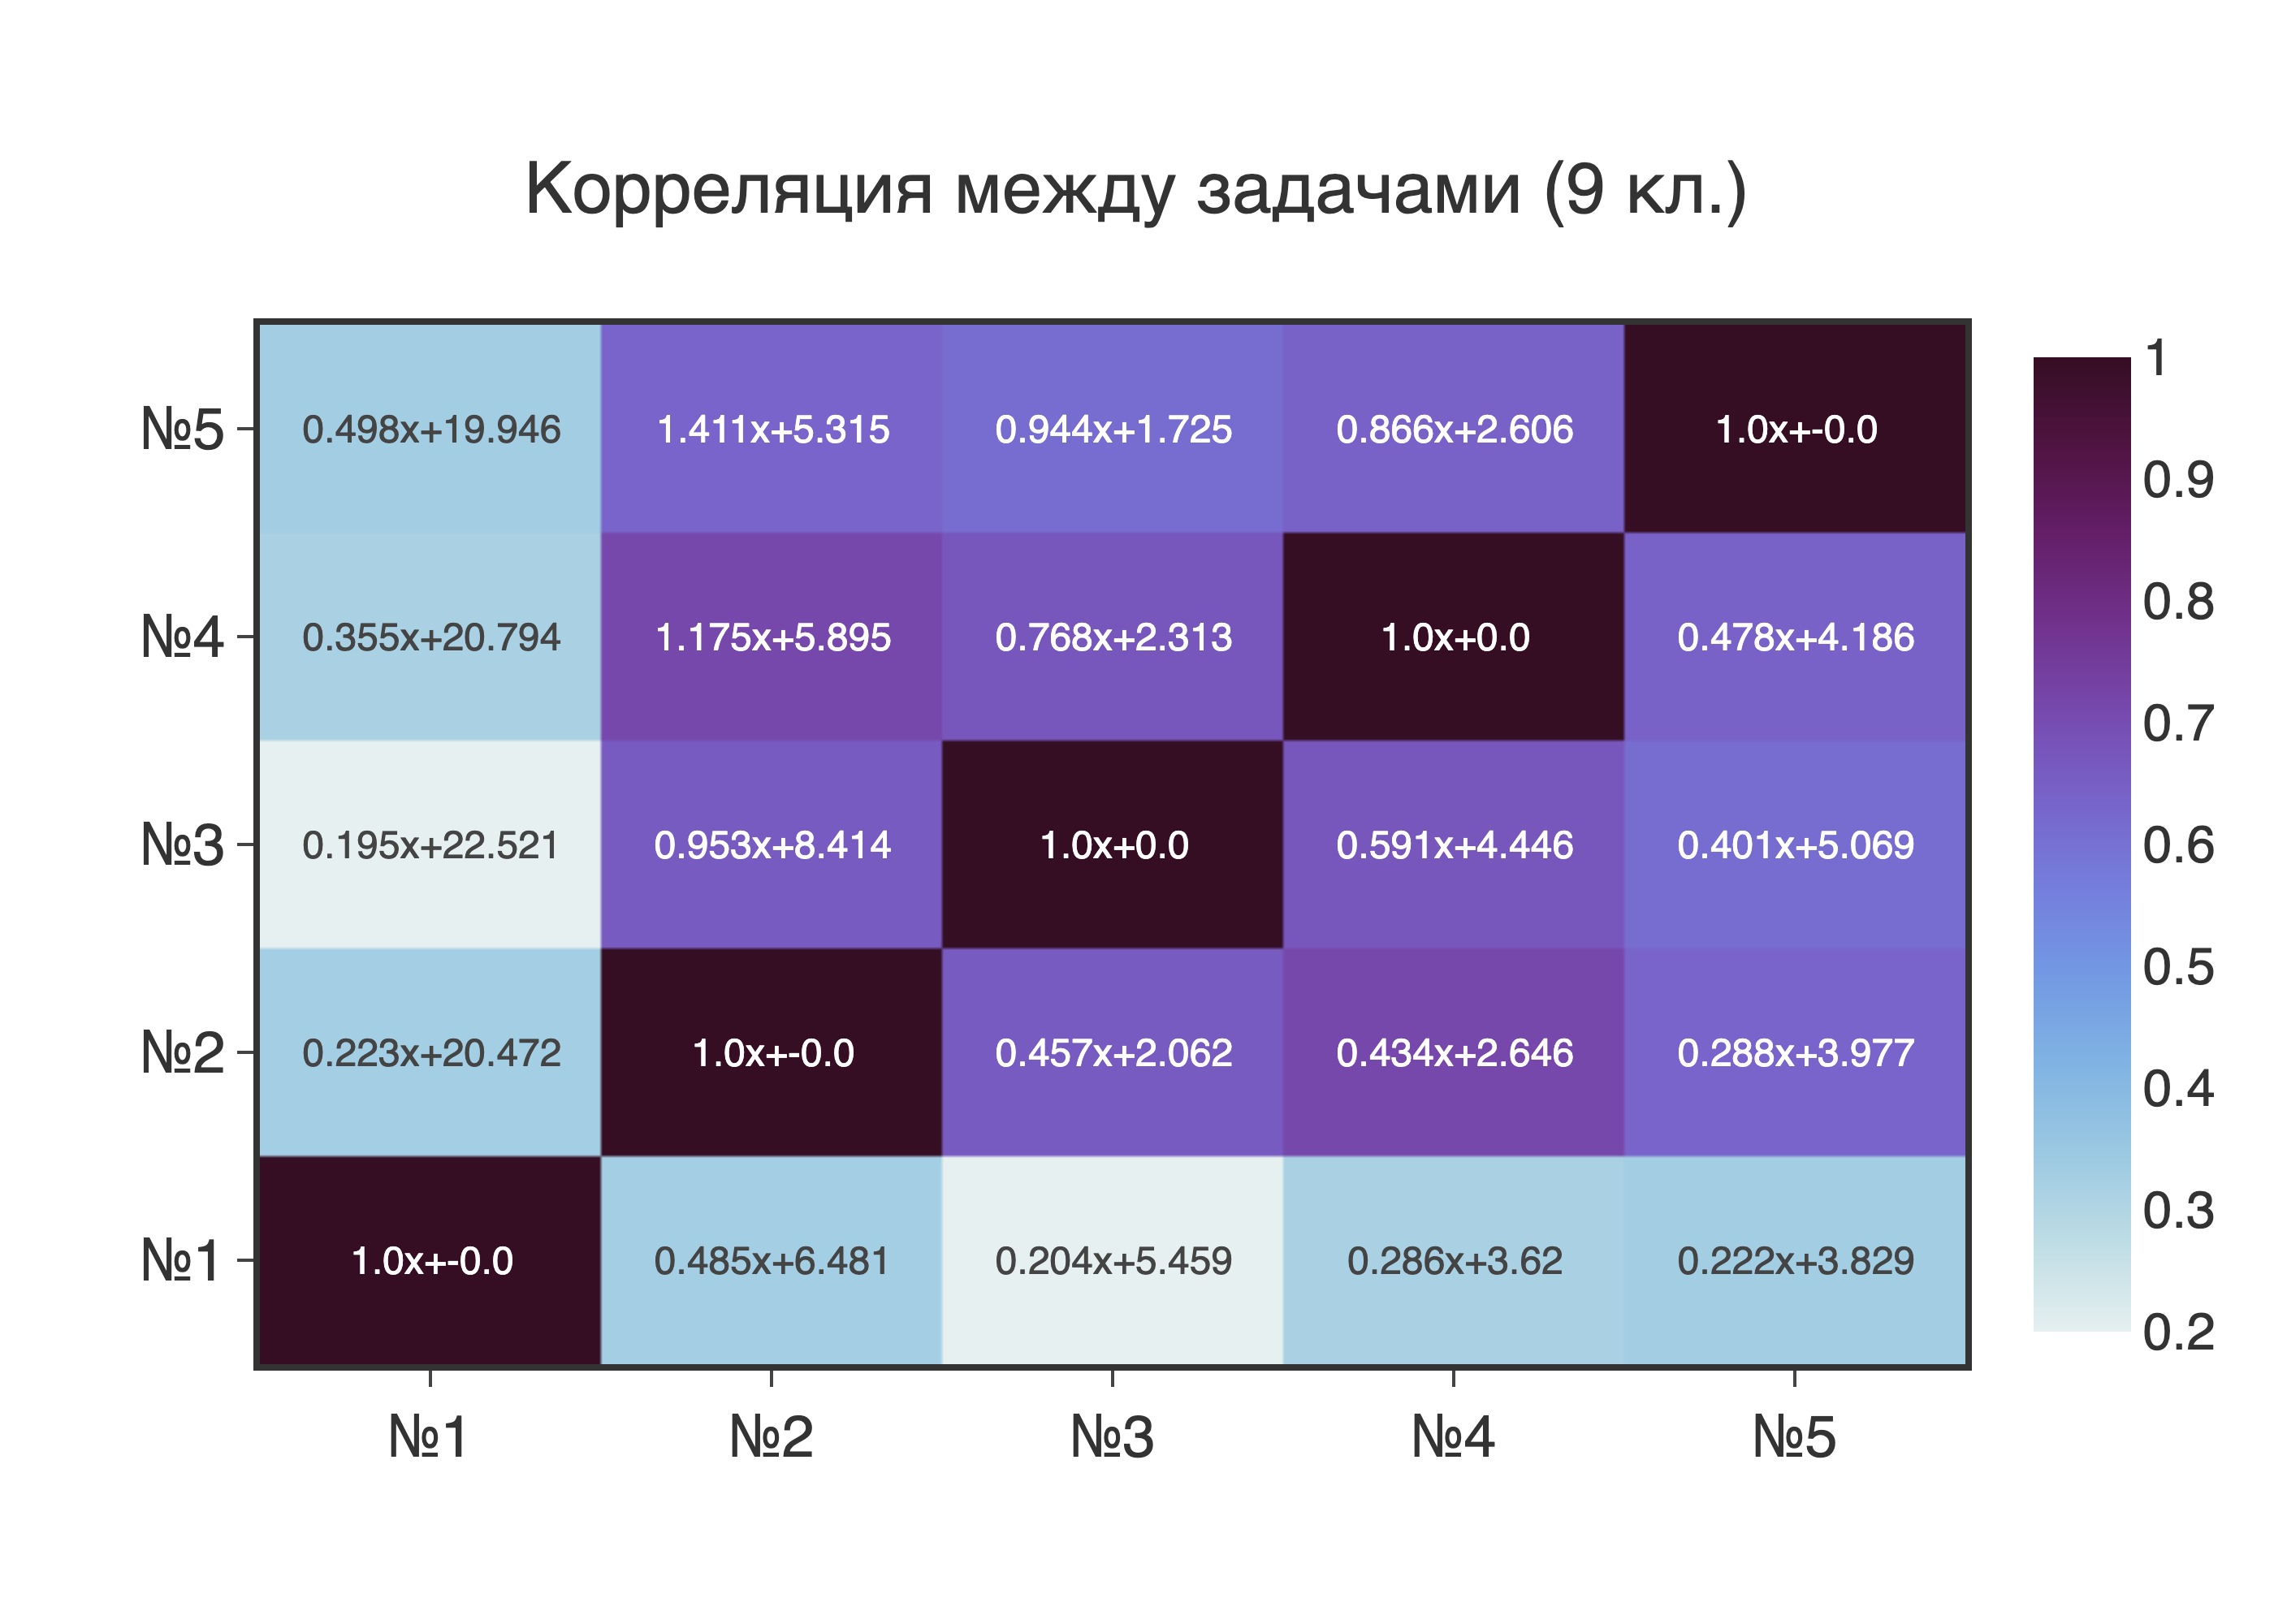 Корреляция между задачами (9 кл.)
№5 0.498x+19.946 1.411x+5.315 0.944x+1.725 0.866x+2.606 1.0x+-0.0
№4 0.355x+20.794 1.175x+5.895 0.768x+2.313 1.0x+0.0 0.478x+4.186
№3 0.195x+22.521 0.953x+8.414 1.0x+0.0 0.591x+4.446 0.401x+5.069
№2 0.223x+20.472 1.0x+-0.0 0.457x+2.062 0.434x+2.646 0.288x+3.977
№1 1.0x+-0.0 0.485x+6.481 0.204x+5.459 0.286x+3.62 0.222x+3.829
№1 №2 №3 №4 №5
1
0.9
0.8
0.7
0.6
0.5
0.4
0.3
0.2